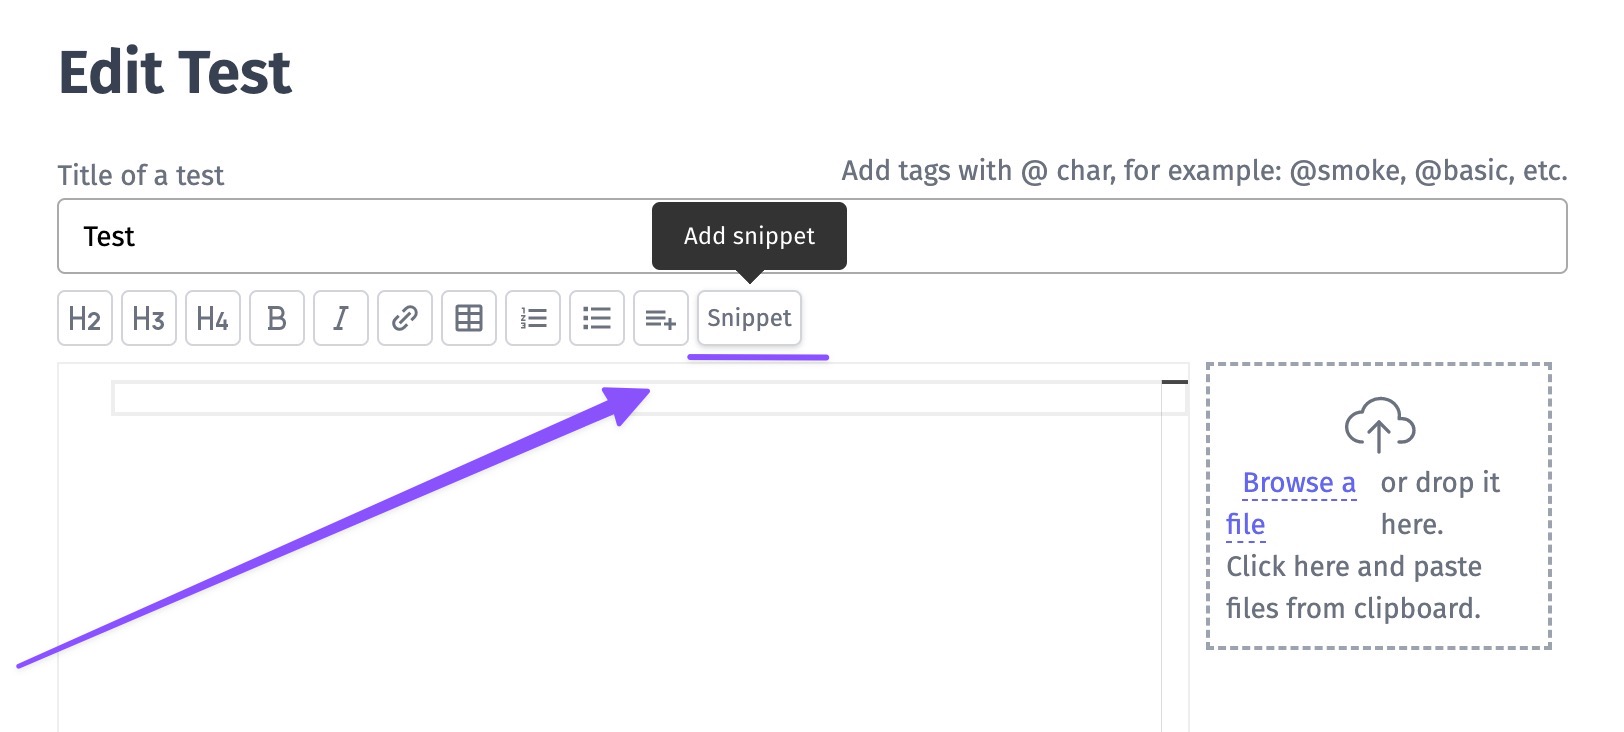 Edit Test
Title of a test
Add tags with @ char, for example: @smoke, @basic, etc.
Test
Add snippet
H2 H3 H4 B I Snippet
Browse a file or drop it here.
Click here and paste
files from clipboard.